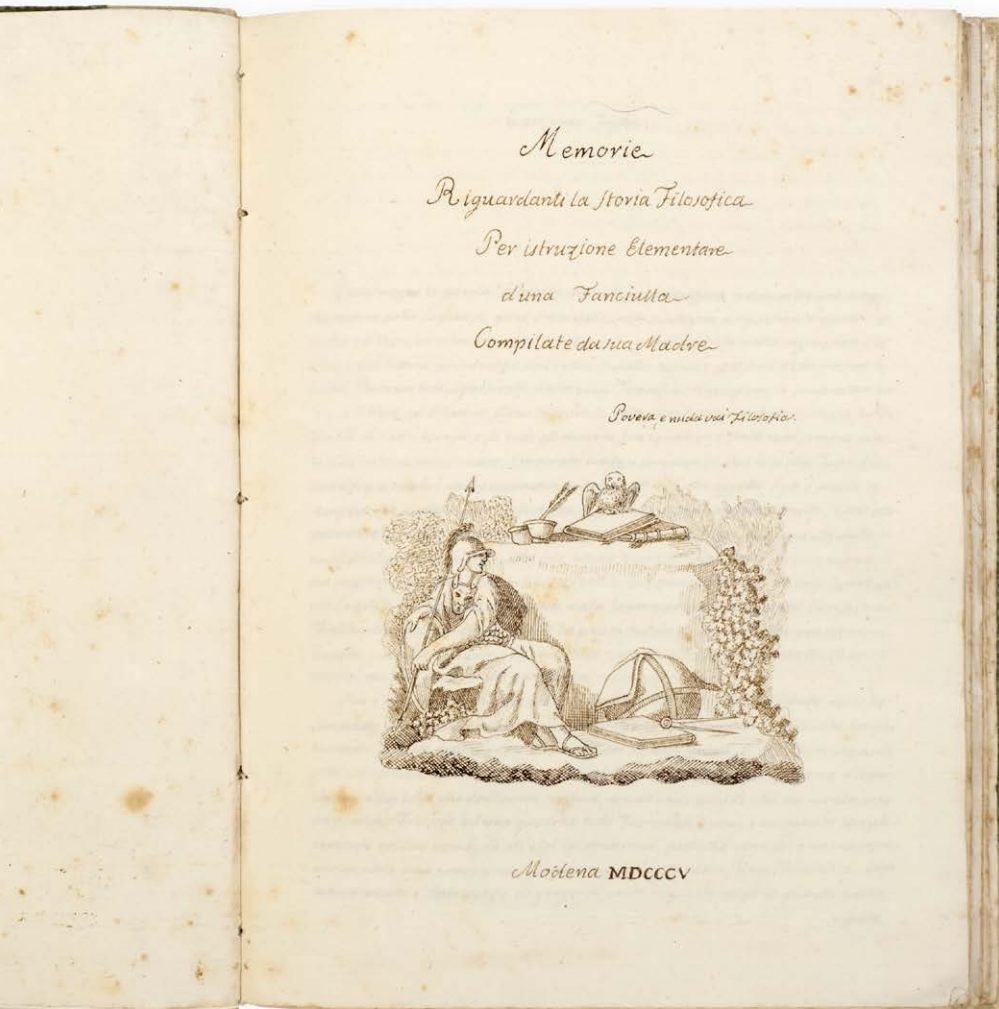 Memorie
Riguardanti la Storia Filosofica
Per istruzione Elementare
d'una Fanciulla
Compilate da sua Madre
Povera, e nuda vai Filosofia.
Modena MDCCCV